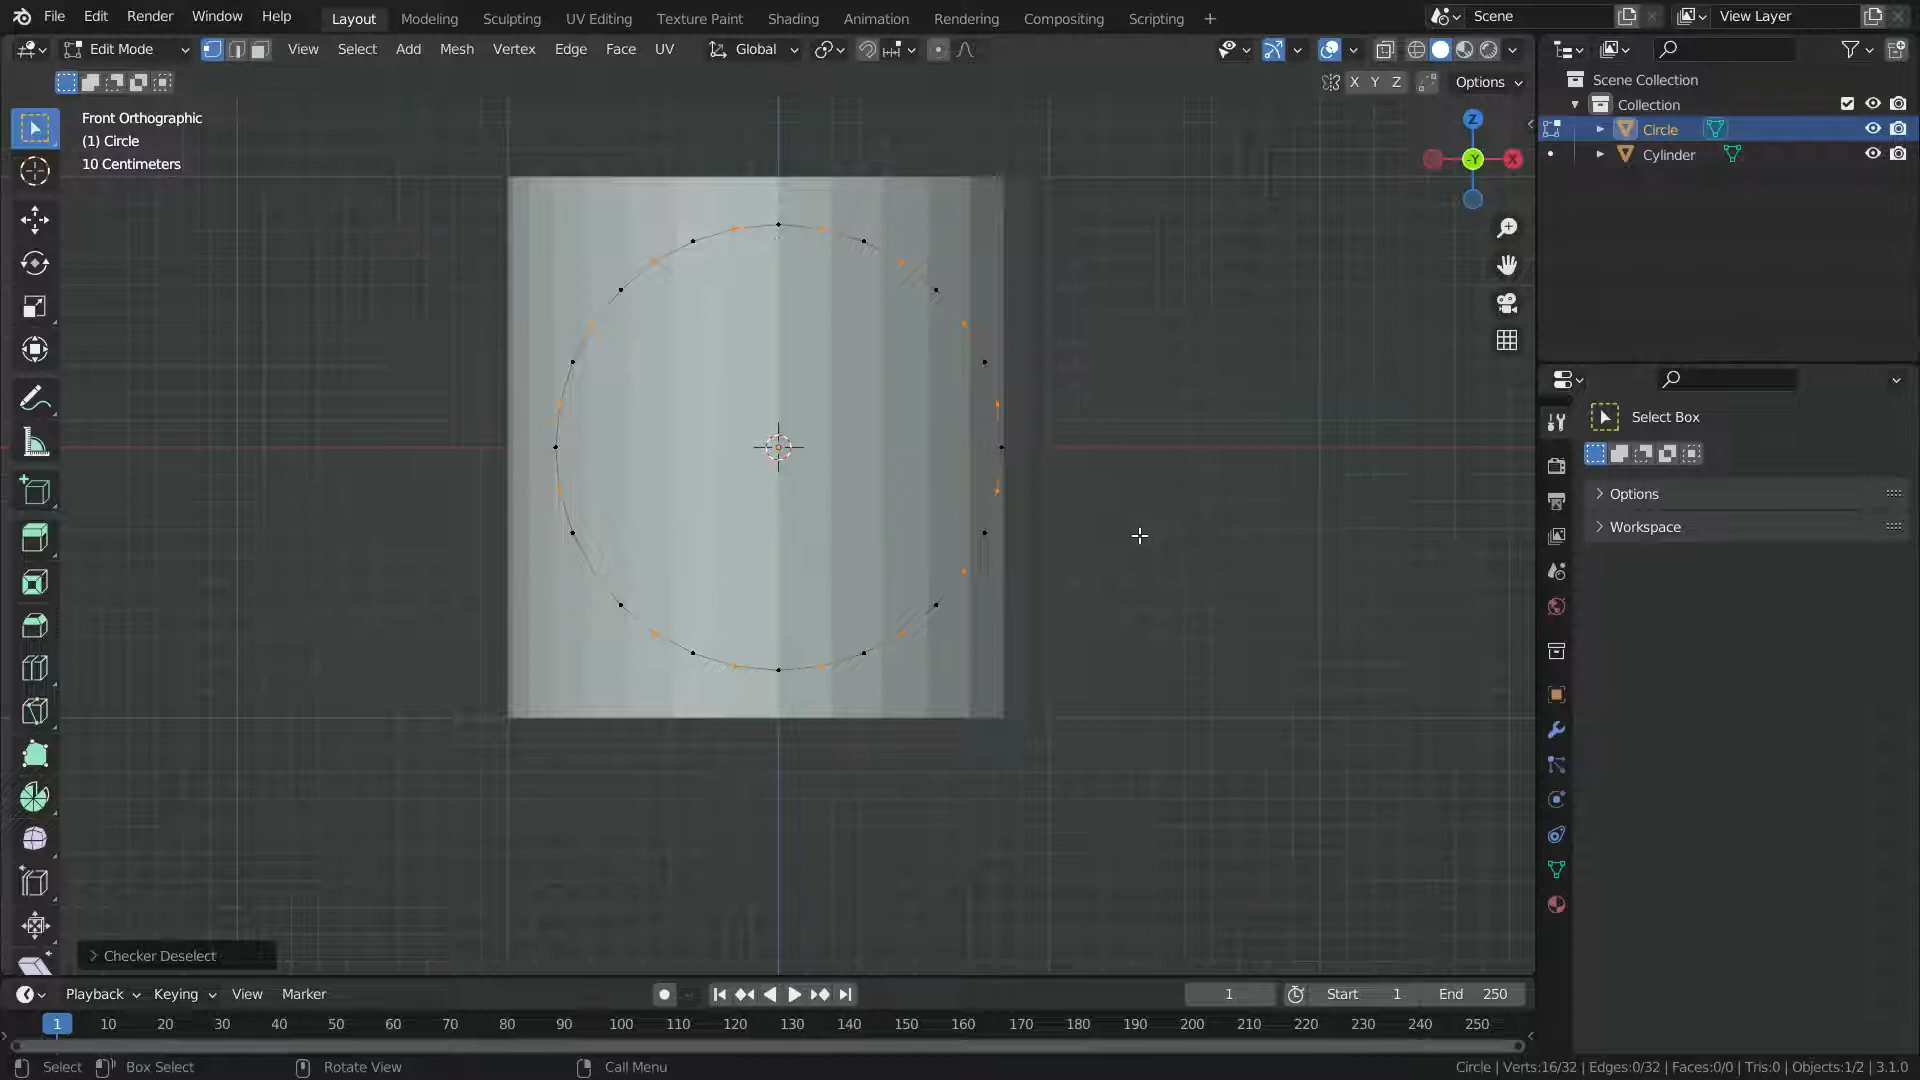 File Edit Render Window Help Layout Modeling Sculpting UV Editing Texture Paint Shading Animation Rendering Compositing Scripting + Scene View Layer
Edit Mode View Select Add Mesh Vertex Edge Face UV Global
X Y Z Options
Scene Collection
Collection
Circle
Cylinder
Front Orthographic
(1) Circle
10 Centimeters
Z
-Y X
Select Box
Options
Workspace
Checker Deselect
Playback Keying View Marker 1 Start 1 End 250
1 10 20 30 40 50 60 70 80 90 100 110 120 130 140 150 160 170 180 190 200 210 220 230 240 250
Select Box Select Rotate View Call Menu Circle | Verts:16/32 | Edges:0/32 | Faces:0/0 | Tris:0 | Objects:1/2 | 3.1.0